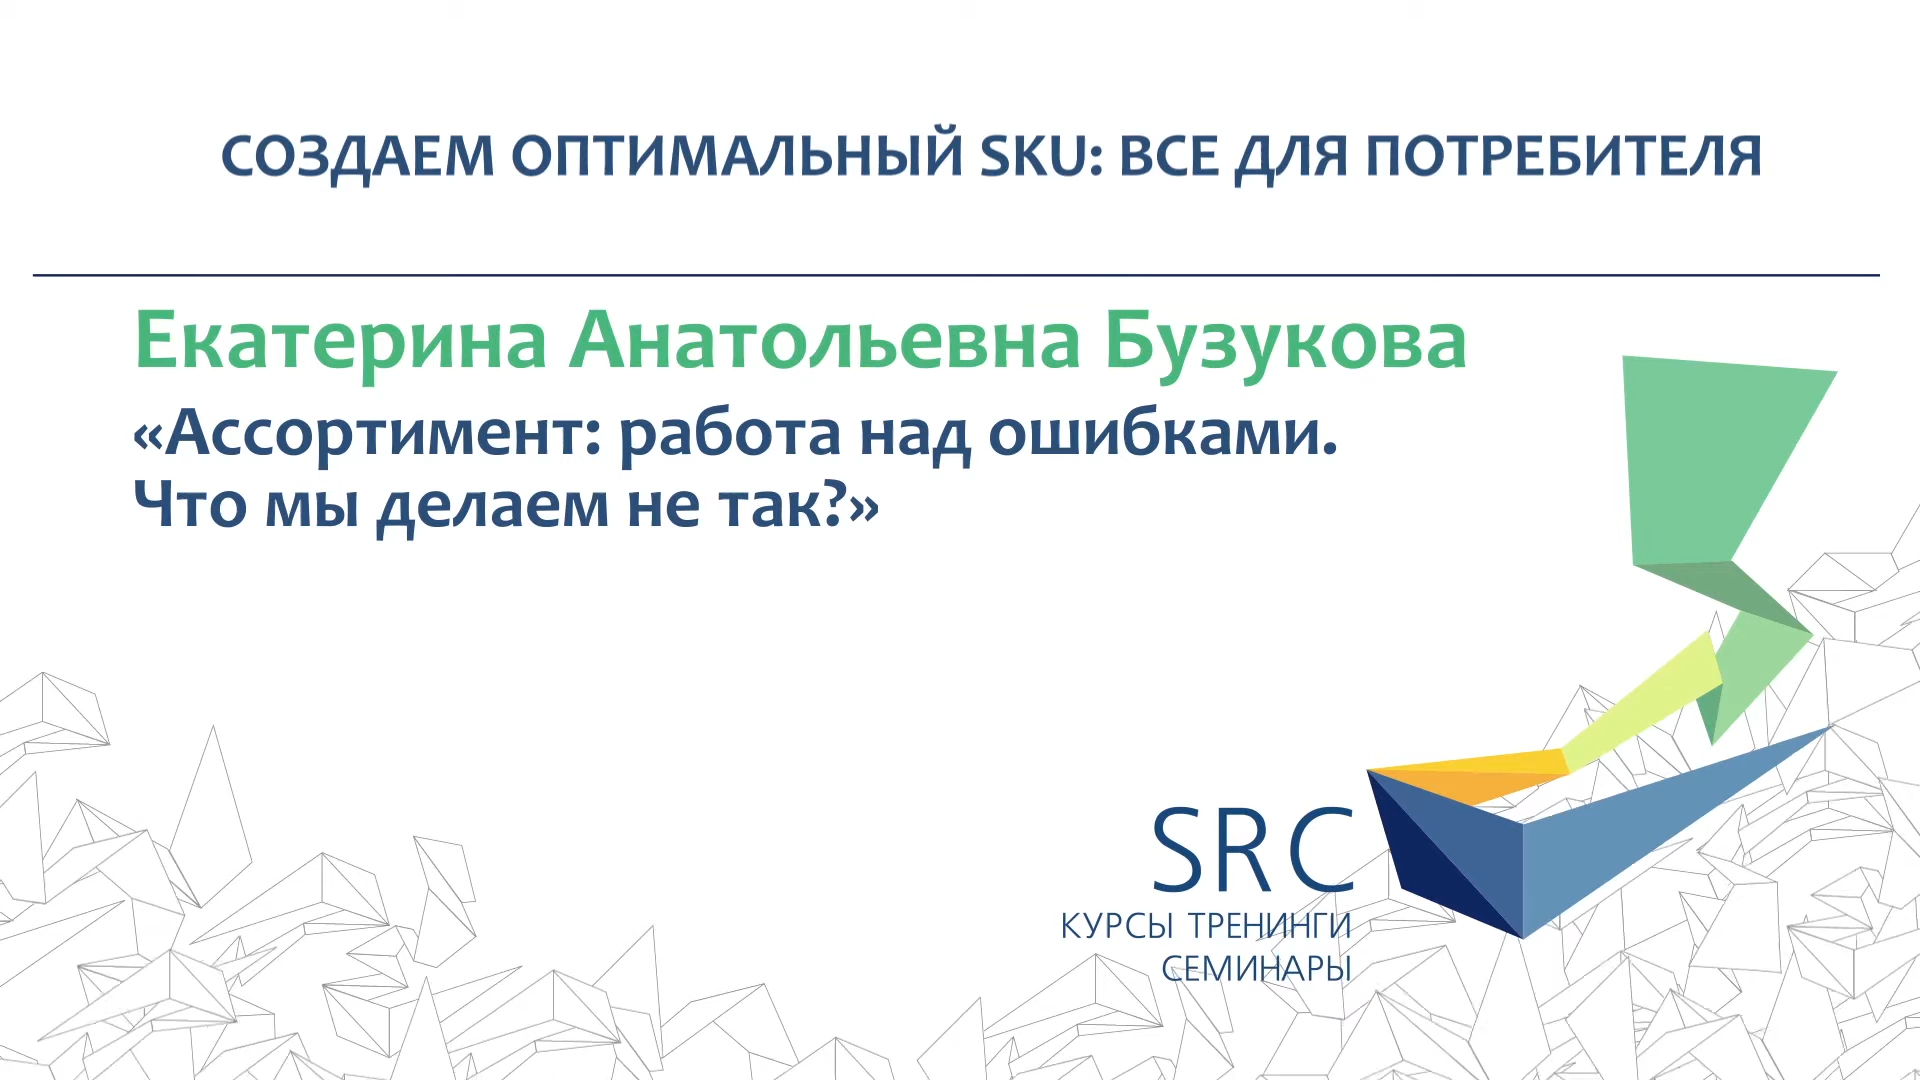 СОЗДАЕМ ОПТИМАЛЬНЫЙ SKU: ВСЕ ДЛЯ ПОТРЕБИТЕЛЯ
Екатерина Анатольевна Бузукова
«Ассортимент: работа над ошибками.
Что мы делаем не так?»
SRC
КУРСЫ ТРЕНИНГИ
СЕМИНАРЫ